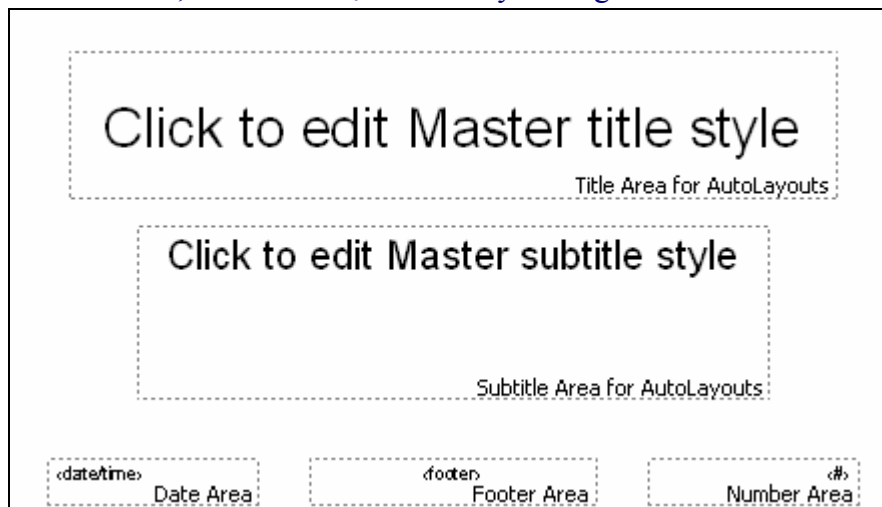 Click to edit Master title style
Title Area for AutoLayouts
Click to edit Master subtitle style
Subtitle Area for AutoLayouts
‹date/time›
Date Area
‹footer›
Footer Area
‹#›
Number Area